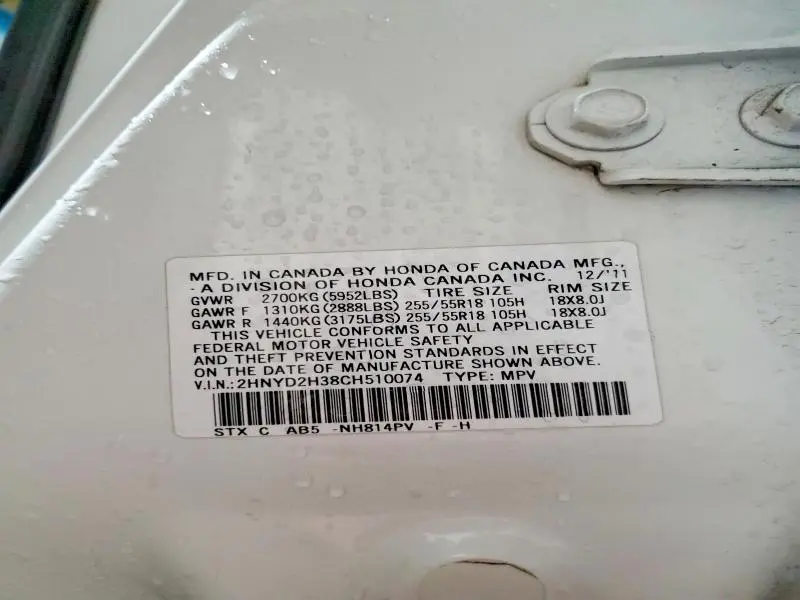 MFD. IN CANADA BY HONDA OF CANADA MFG.,
- A DIVISION OF HONDA CANADA INC. 12/'11
GVWR 2700KG(5952LBS) TIRE SIZE RIM SIZE
GAWR F 1310KG(2888LBS) 255/55R18 105H 18X8.0J
GAWR R 1440KG(3175LBS) 255/55R18 105H 18X8.0J
THIS VEHICLE CONFORMS TO ALL APPLICABLE
FEDERAL MOTOR VEHICLE SAFETY
AND THEFT PREVENTION STANDARDS IN EFFECT
ON THE DATE OF MANUFACTURE SHOWN ABOVE.
V.I.N.:2HNYD2H38CH510074 TYPE: MPV
STX C AB5 -NH814PV -F -H